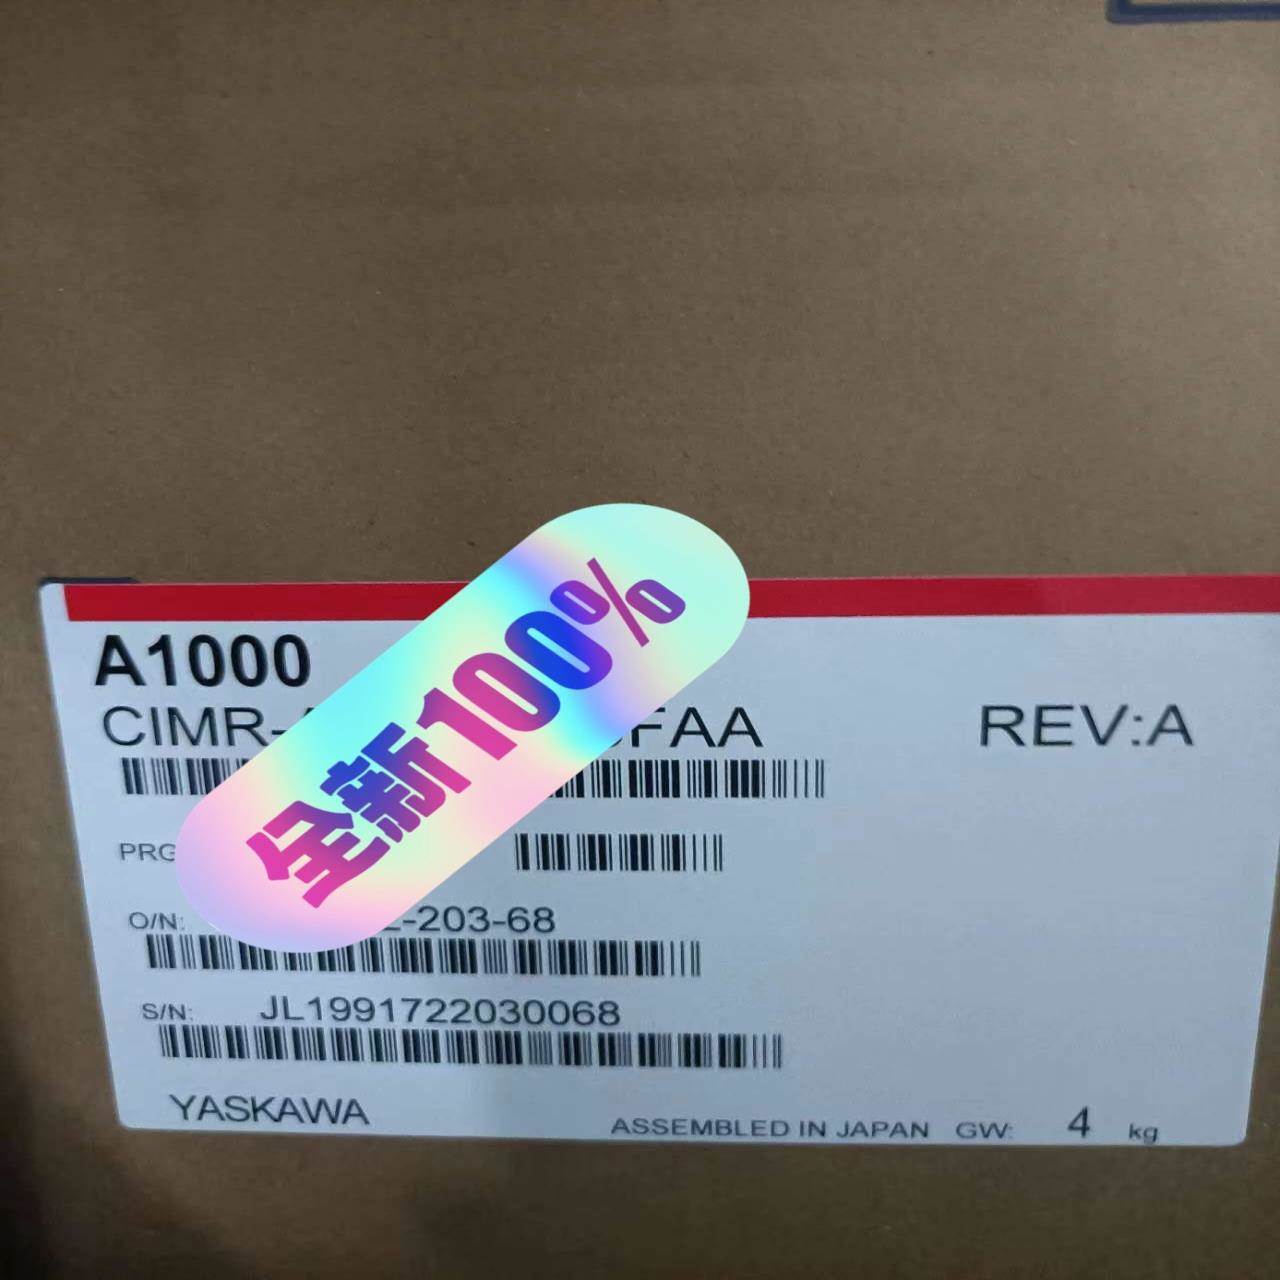 A1000
CIMR- FAA REV:A
全新100%
PRG
O/N: -203-68
S/N: JL1991722030068
YASKAWA ASSEMBLED IN JAPAN GW: 4 kg